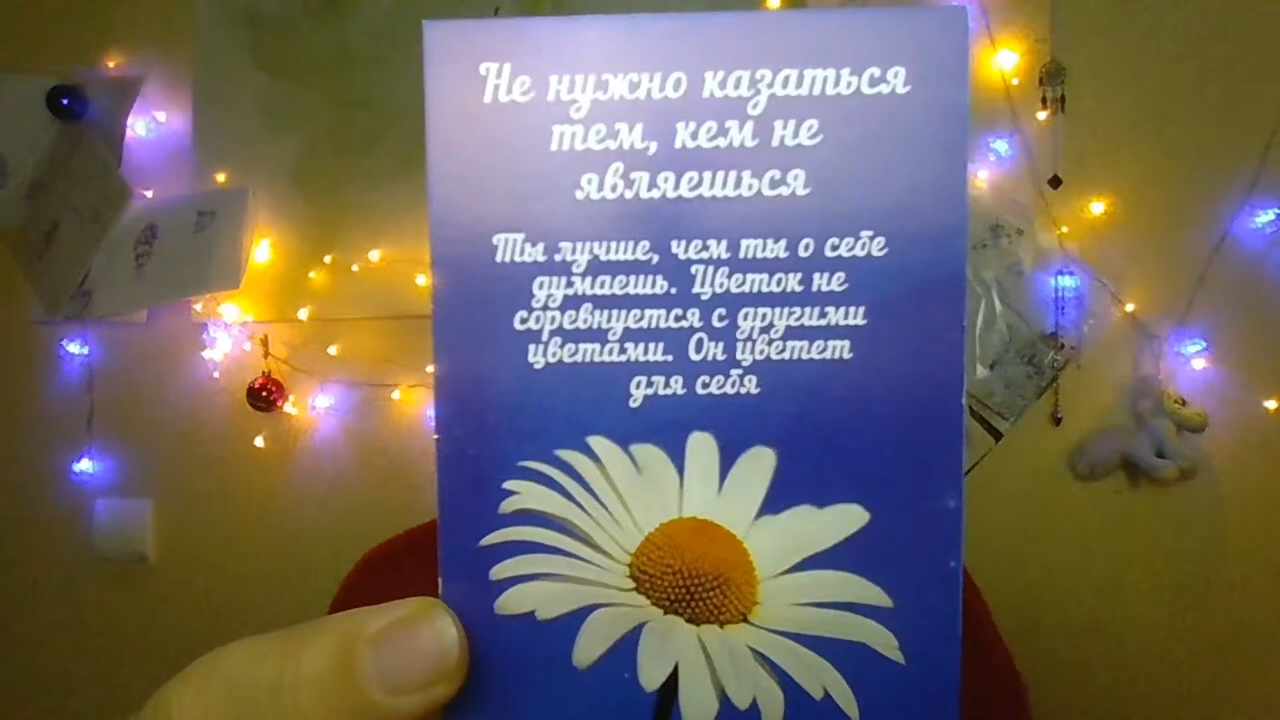 Не нужно казаться
тем, кем не
являешься
Ты лучше, чем ты о себе
думаешь. Цветок не
соревнуется с другими
цветами. Он цветет
для себя